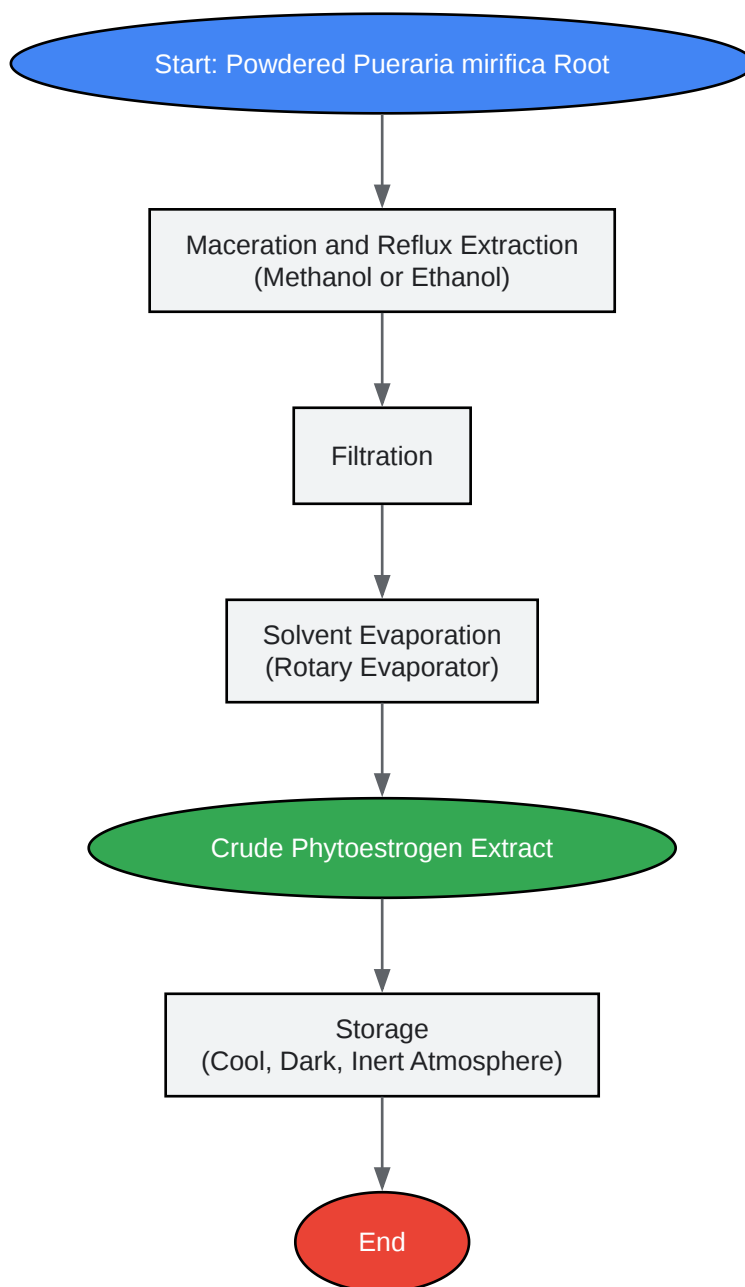 Start: Powdered Pueraria mirifica Root
Maceration and Reflux Extraction
(Methanol or Ethanol)
Filtration
Solvent Evaporation
(Rotary Evaporator)
Crude Phytoestrogen Extract
Storage
(Cool, Dark, Inert Atmosphere)
End